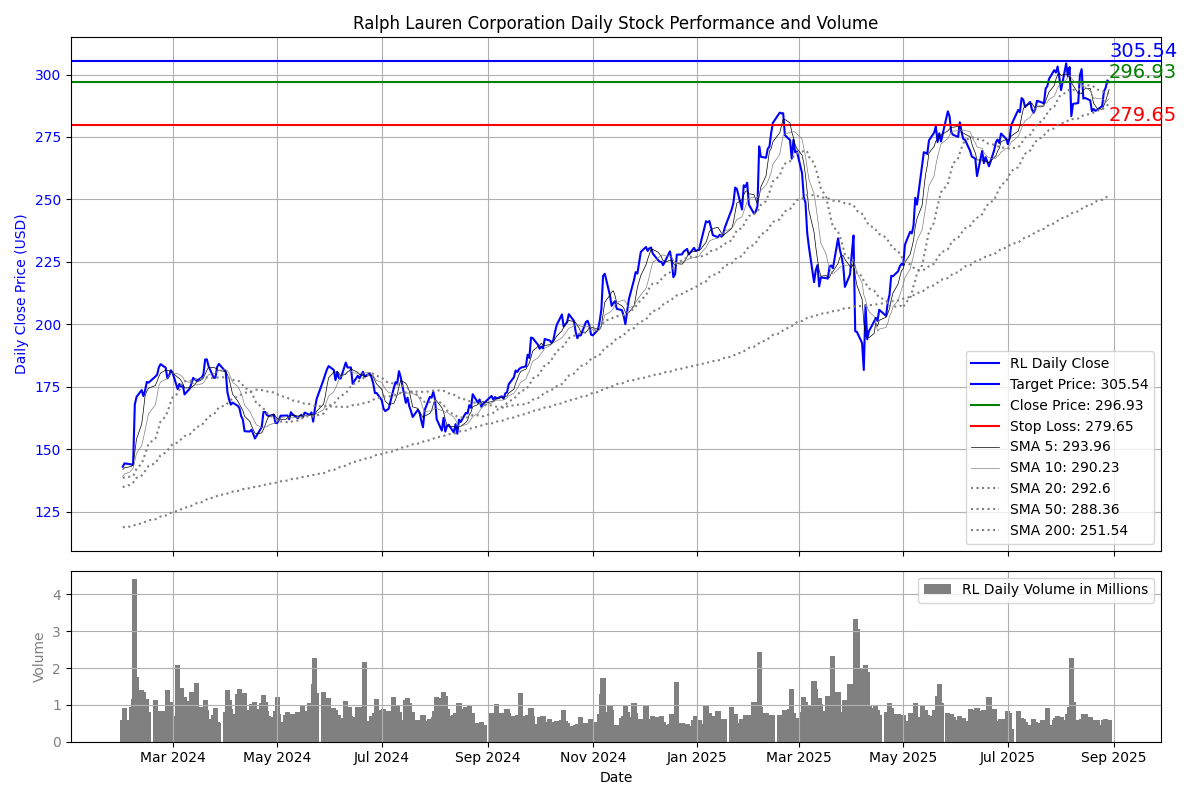 Ralph Lauren Corporation Daily Stock Performance and Volume
305.54
296.93
279.65
Daily Close Price (USD)
300
275
250
225
200
175
150
125
RL Daily Close
Target Price: 305.54
Close Price: 296.93
Stop Loss: 279.65
SMA 5: 293.96
SMA 10: 290.23
SMA 20: 292.6
SMA 50: 288.36
SMA 200: 251.54
Volume
4
3
2
1
0
RL Daily Volume in Millions
Mar 2024 May 2024 Jul 2024 Sep 2024 Nov 2024 Jan 2025 Mar 2025 May 2025 Jul 2025 Sep 2025
Date